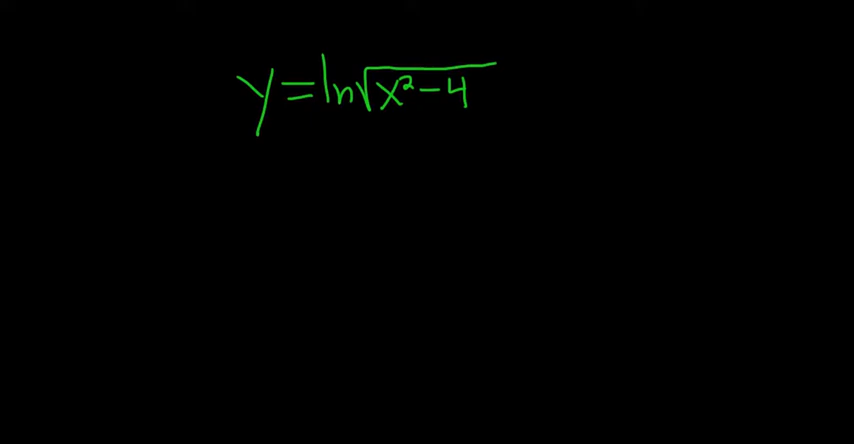 y = ln√(x² − 4)